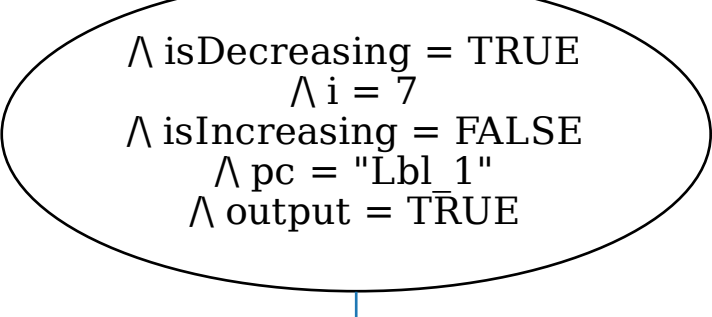 /\ isDecreasing = TRUE
/\ i = 7
/\ isIncreasing = FALSE
/\ pc = "Lbl_1"
/\ output = TRUE